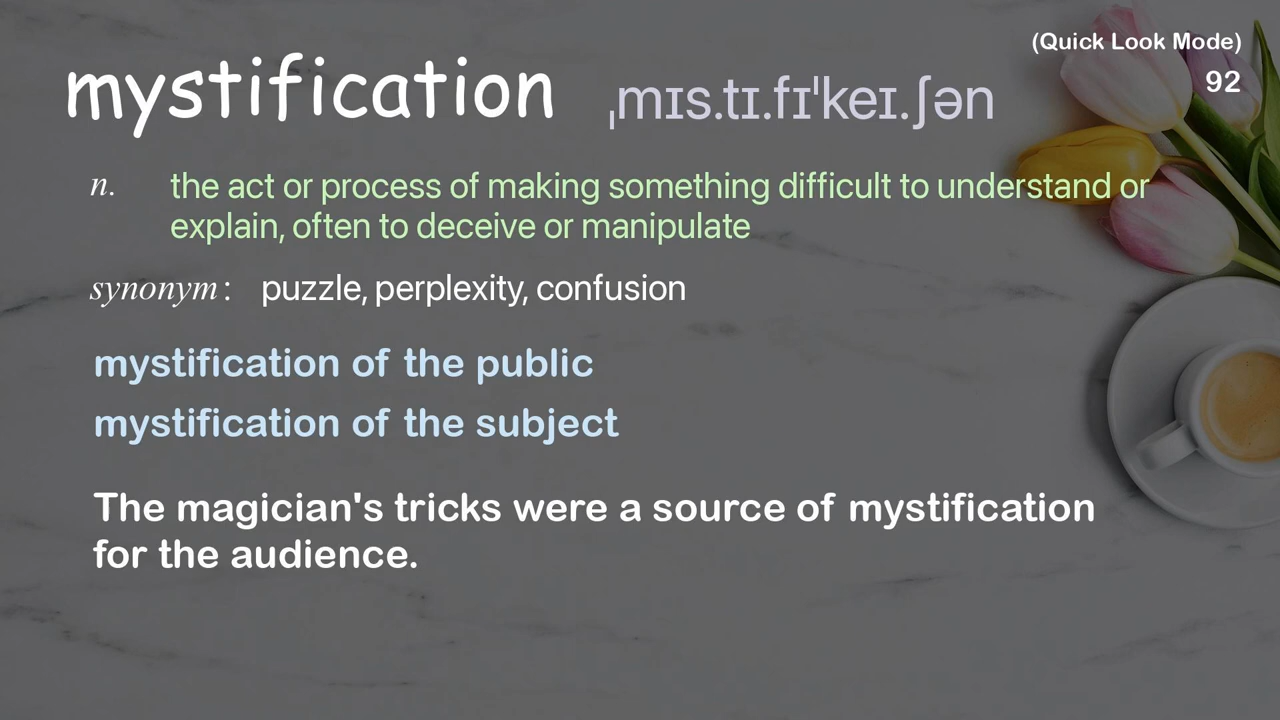 (Quick Look Mode)
mystification ˌmɪs.tɪ.fɪˈkeɪ.ʃən
92
n. the act or process of making something difficult to understand or
explain, often to deceive or manipulate
synonym: puzzle, perplexity, confusion
mystification of the public
mystification of the subject
The magician's tricks were a source of mystification
for the audience.